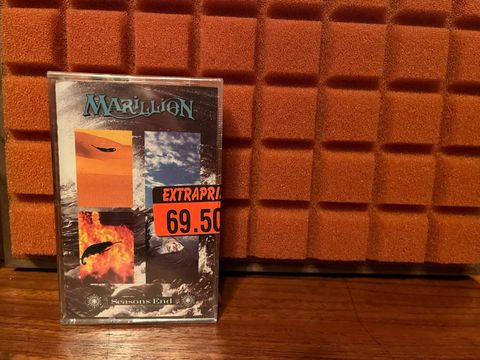 MARILLION
EXTRAPRI
69.50
Seasons End